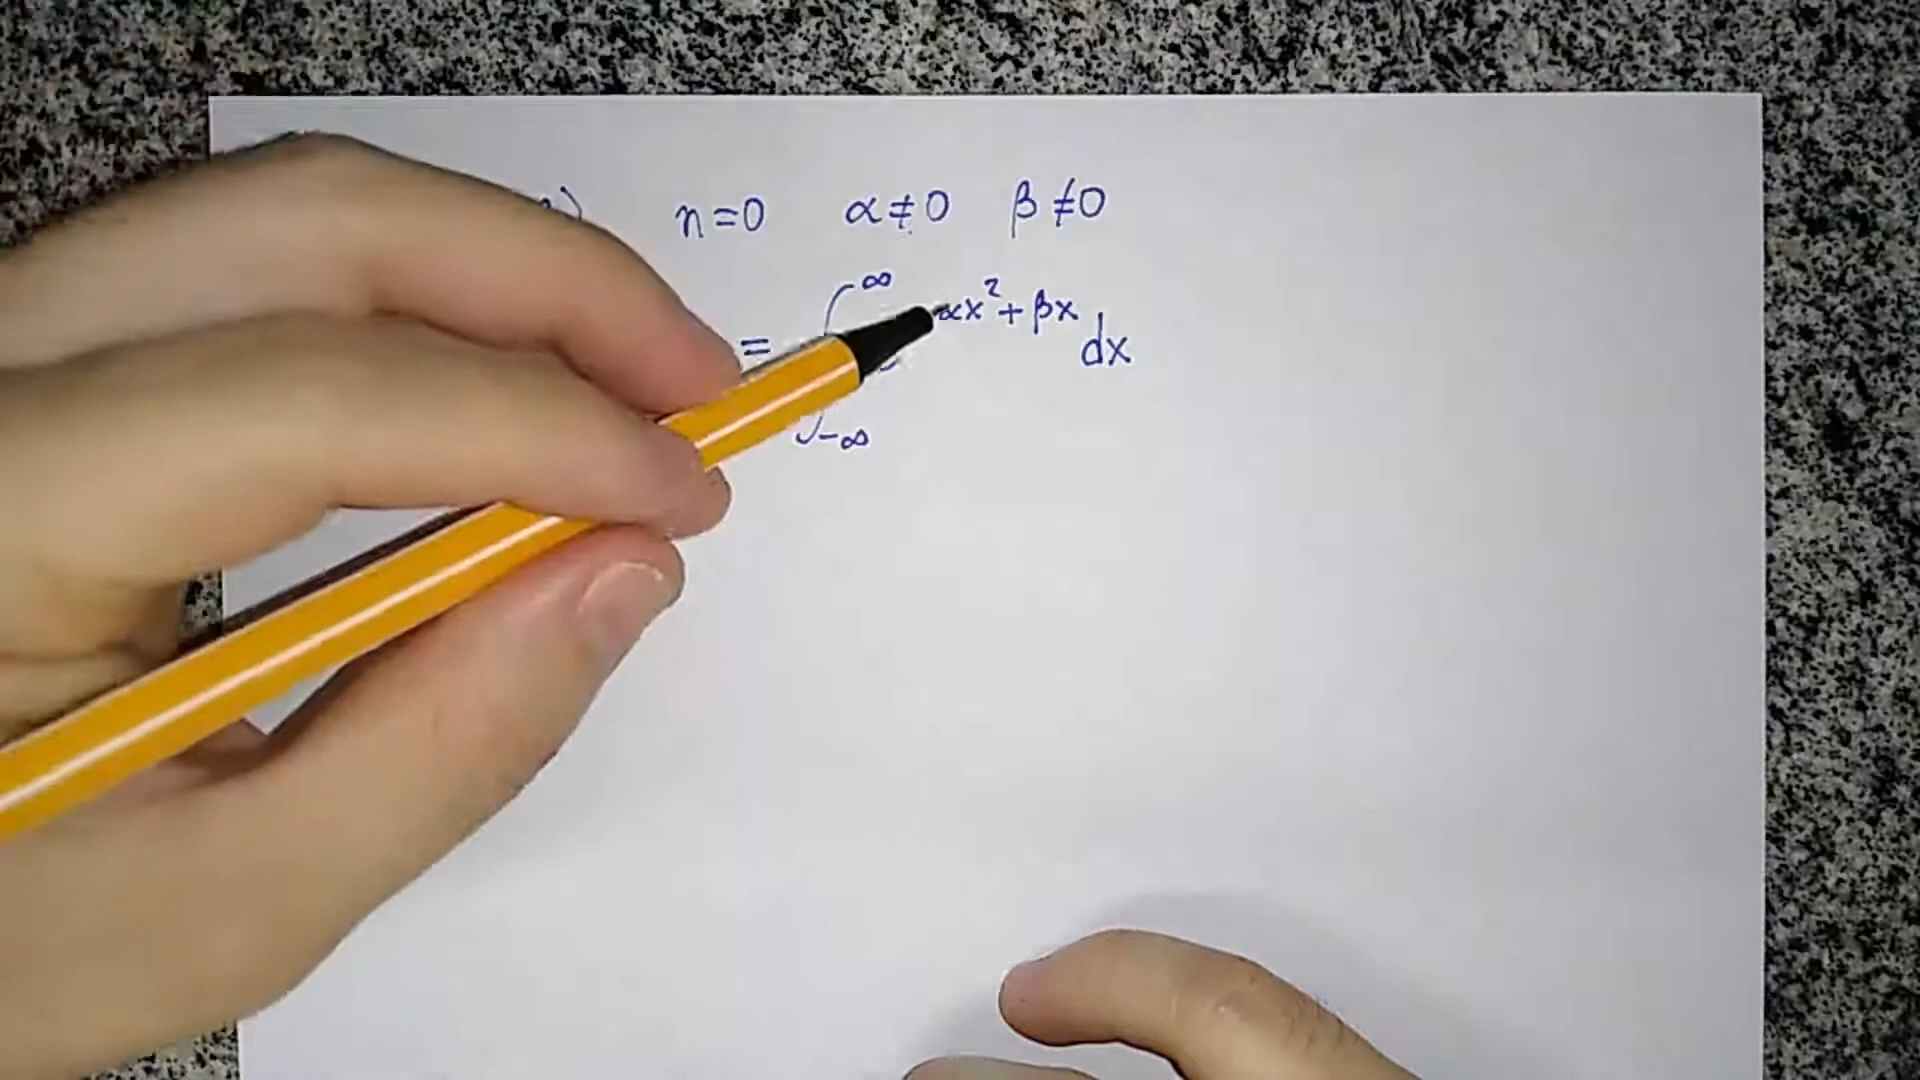 ) n=0 α≠0 β≠0
= ∫_{-∞}^{∞} αx²+βx dx